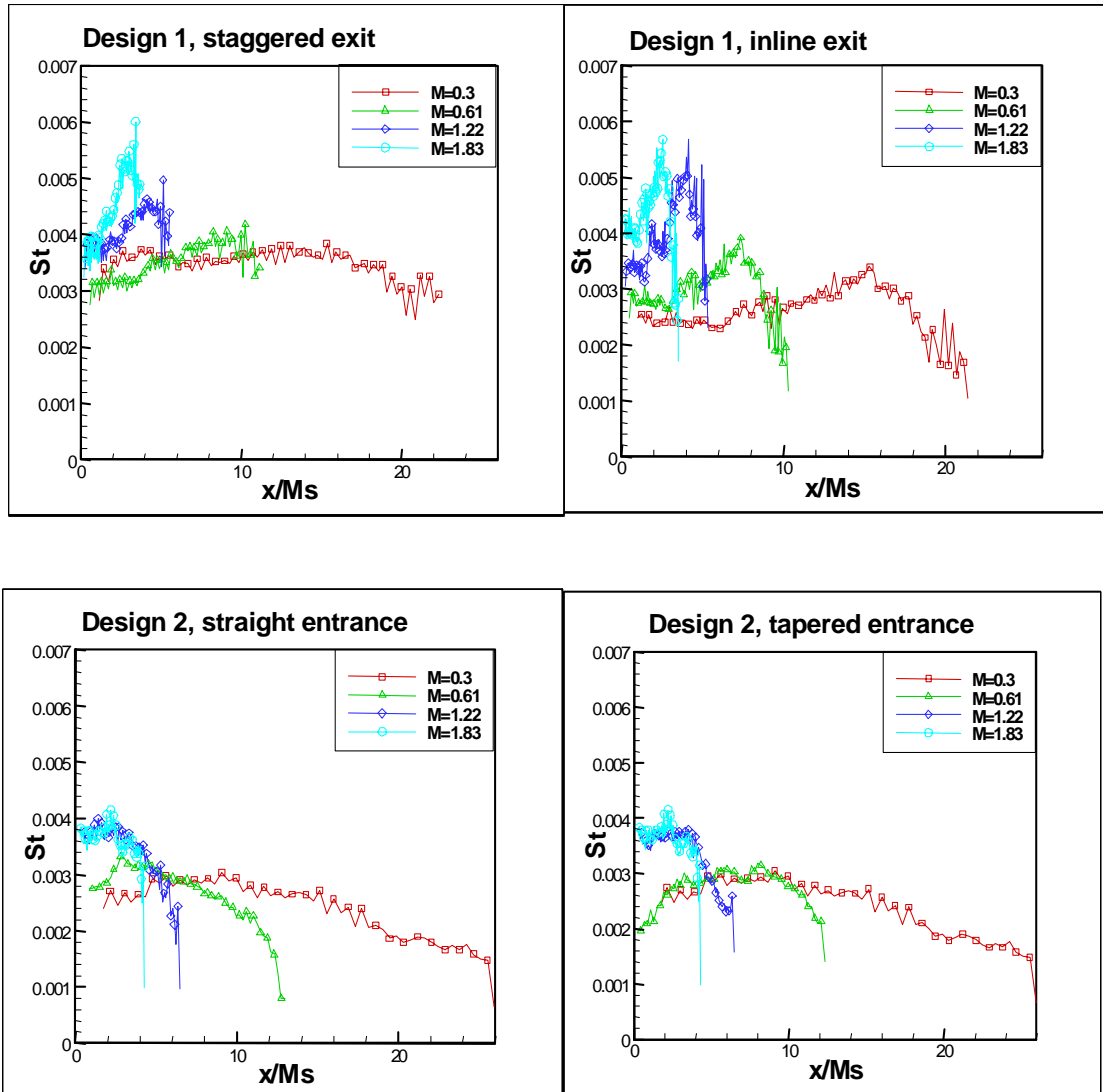 Design 1, staggered exit
0.007
0.006
0.005
0.004
0.003
0.002
0.001
0
St
0
10
20
x/Ms
M=0.3
M=0.61
M=1.22
M=1.83
Design 1, inline exit
0.007
0.006
0.005
0.004
0.003
0.002
0.001
0
St
0
10
20
x/Ms
M=0.3
M=0.61
M=1.22
M=1.83
Design 2, straight entrance
0.007
0.006
0.005
0.004
0.003
0.002
0.001
0
St
0
10
20
x/Ms
M=0.3
M=0.61
M=1.22
M=1.83
Design 2, tapered entrance
0.007
0.006
0.005
0.004
0.003
0.002
0.001
0
St
0
10
20
x/Ms
M=0.3
M=0.61
M=1.22
M=1.83